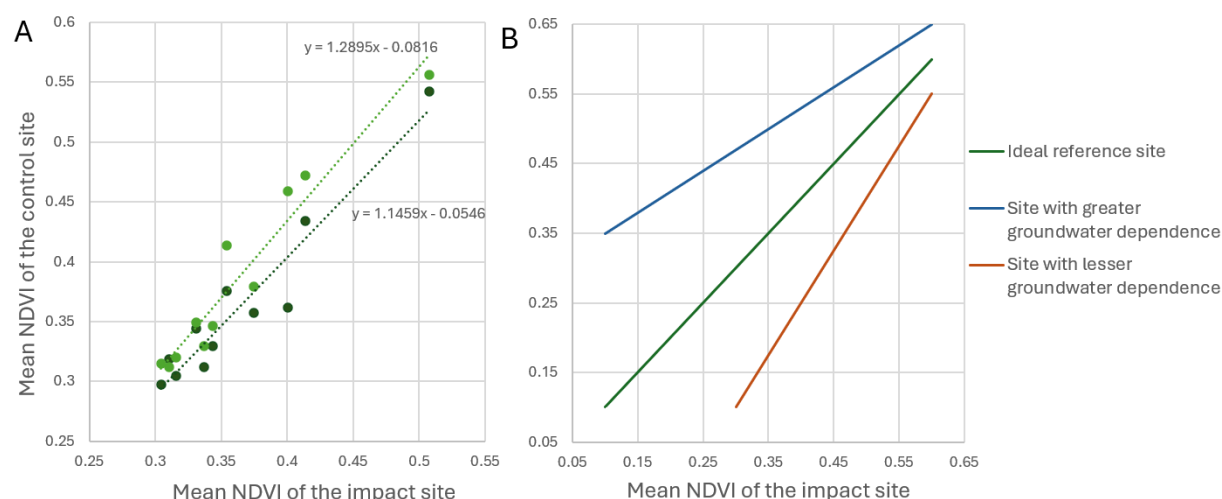 A
0.6
0.55
0.5
0.45
0.4
0.35
0.3
0.25
y = 1.2895x - 0.0816
y = 1.1459x - 0.0546
0.25 0.3 0.35 0.4 0.45 0.5 0.55
Mean NDVI of the control site
Mean NDVI of the impact site
B
0.65
0.55
0.45
0.35
0.25
0.15
0.05
0.05 0.15 0.25 0.35 0.45 0.55 0.65
Mean NDVI of the impact site
Ideal reference site
Site with greater
groundwater dependence
Site with lesser
groundwater dependence